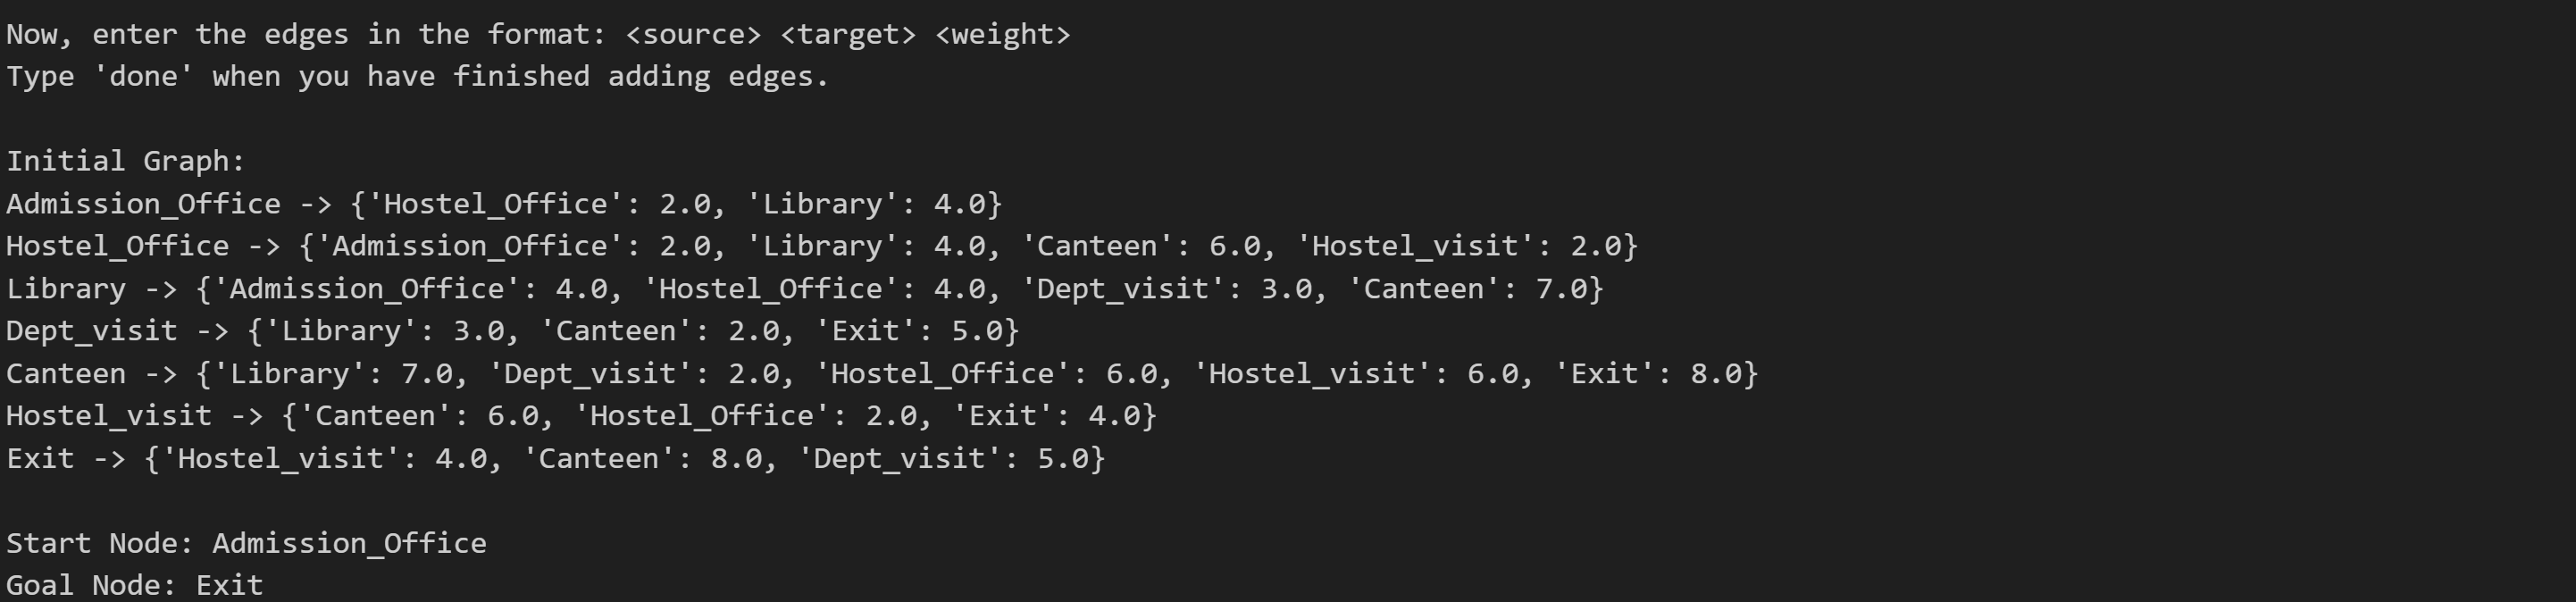 Now, enter the edges in the format: <source> <target> <weight>
Type 'done' when you have finished adding edges.
Initial Graph:
Admission_Office -> {'Hostel_Office': 2.0, 'Library': 4.0}
Hostel_Office -> {'Admission_Office': 2.0, 'Library': 4.0, 'Canteen': 6.0, 'Hostel_visit': 2.0}
Library -> {'Admission_Office': 4.0, 'Hostel_Office': 4.0, 'Dept_visit': 3.0, 'Canteen': 7.0}
Dept_visit -> {'Library': 3.0, 'Canteen': 2.0, 'Exit': 5.0}
Canteen -> {'Library': 7.0, 'Dept_visit': 2.0, 'Hostel_Office': 6.0, 'Hostel_visit': 6.0, 'Exit': 8.0}
Hostel_visit -> {'Canteen': 6.0, 'Hostel_Office': 2.0, 'Exit': 4.0}
Exit -> {'Hostel_visit': 4.0, 'Canteen': 8.0, 'Dept_visit': 5.0}
Start Node: Admission_Office
Goal Node: Exit